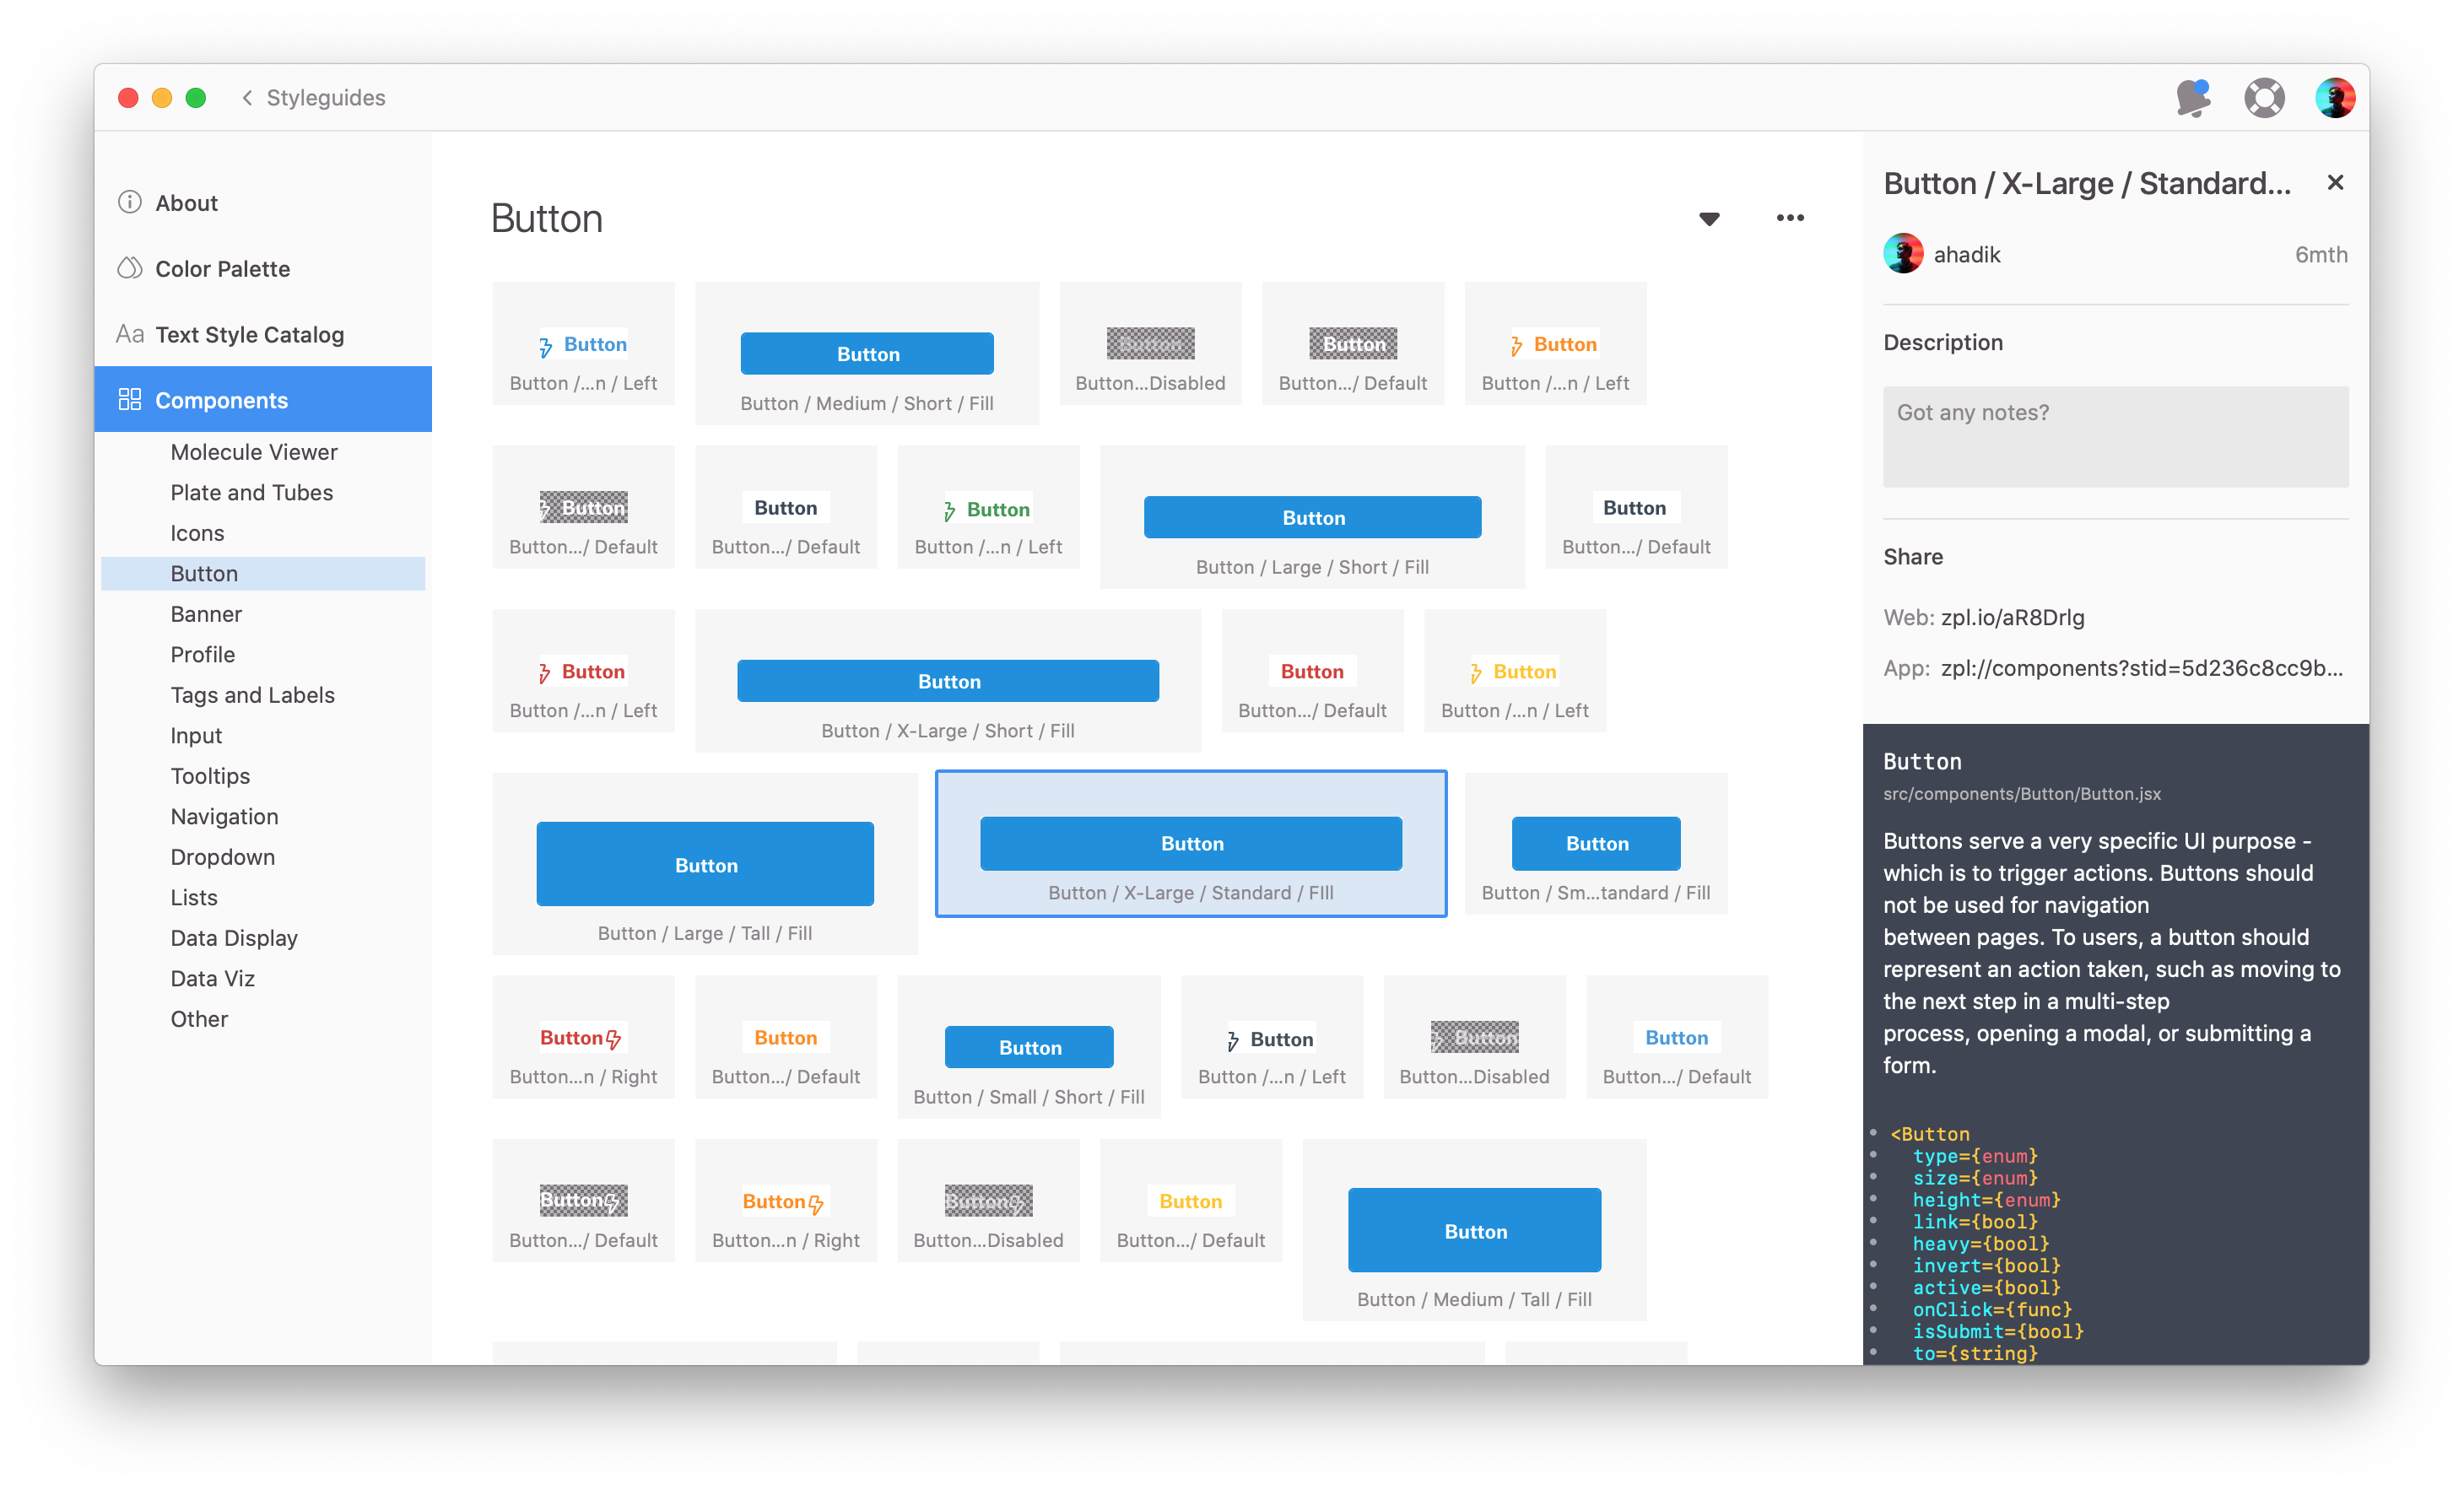 Styleguides
About
Color Palette
Aa Text Style Catalog
Components
Molecule Viewer
Plate and Tubes
Icons
Button
Banner
Profile
Tags and Labels
Input
Tooltips
Navigation
Dropdown
Lists
Data Display
Data Viz
Other
Button
Button
Button /...n / Left
Button
Button / Medium / Short / Fill
Button
Button...Disabled
Button
Button.../ Default
Button
Button /...n / Left
Button
Button.../ Default
Button
Button.../ Default
Button
Button /...n / Left
Button
Button / Large / Short / Fill
Button
Button.../ Default
Button
Button /...n / Left
Button
Button / X-Large / Short / Fill
Button
Button.../ Default
Button
Button /...n / Left
Button
Button / Large / Tall / Fill
Button
Button / X-Large / Standard / FIll
Button
Button / Sm...tandard / Fill
Button
Button...n / Right
Button
Button.../ Default
Button
Button / Small / Short / Fill
Button
Button /...n / Left
Button
Button...Disabled
Button
Button.../ Default
Button
Button.../ Default
Button
Button...n / Right
Button
Button...Disabled
Button
Button.../ Default
Button
Button / Medium / Tall / Fill
Button / X-Large / Standard...
ahadik 6mth
Description
Got any notes?
Share
Web: zpl.io/aR8Drlg
App: zpl://components?stid=5d236c8cc9b...
Button
src/components/Button/Button.jsx
Buttons serve a very specific UI purpose -
which is to trigger actions. Buttons should
not be used for navigation
between pages. To users, a button should
represent an action taken, such as moving to
the next step in a multi-step
process, opening a modal, or submitting a
form.
<Button
type={enum}
size={enum}
height={enum}
link={bool}
heavy={bool}
invert={bool}
active={bool}
onClick={func}
isSubmit={bool}
to={string}